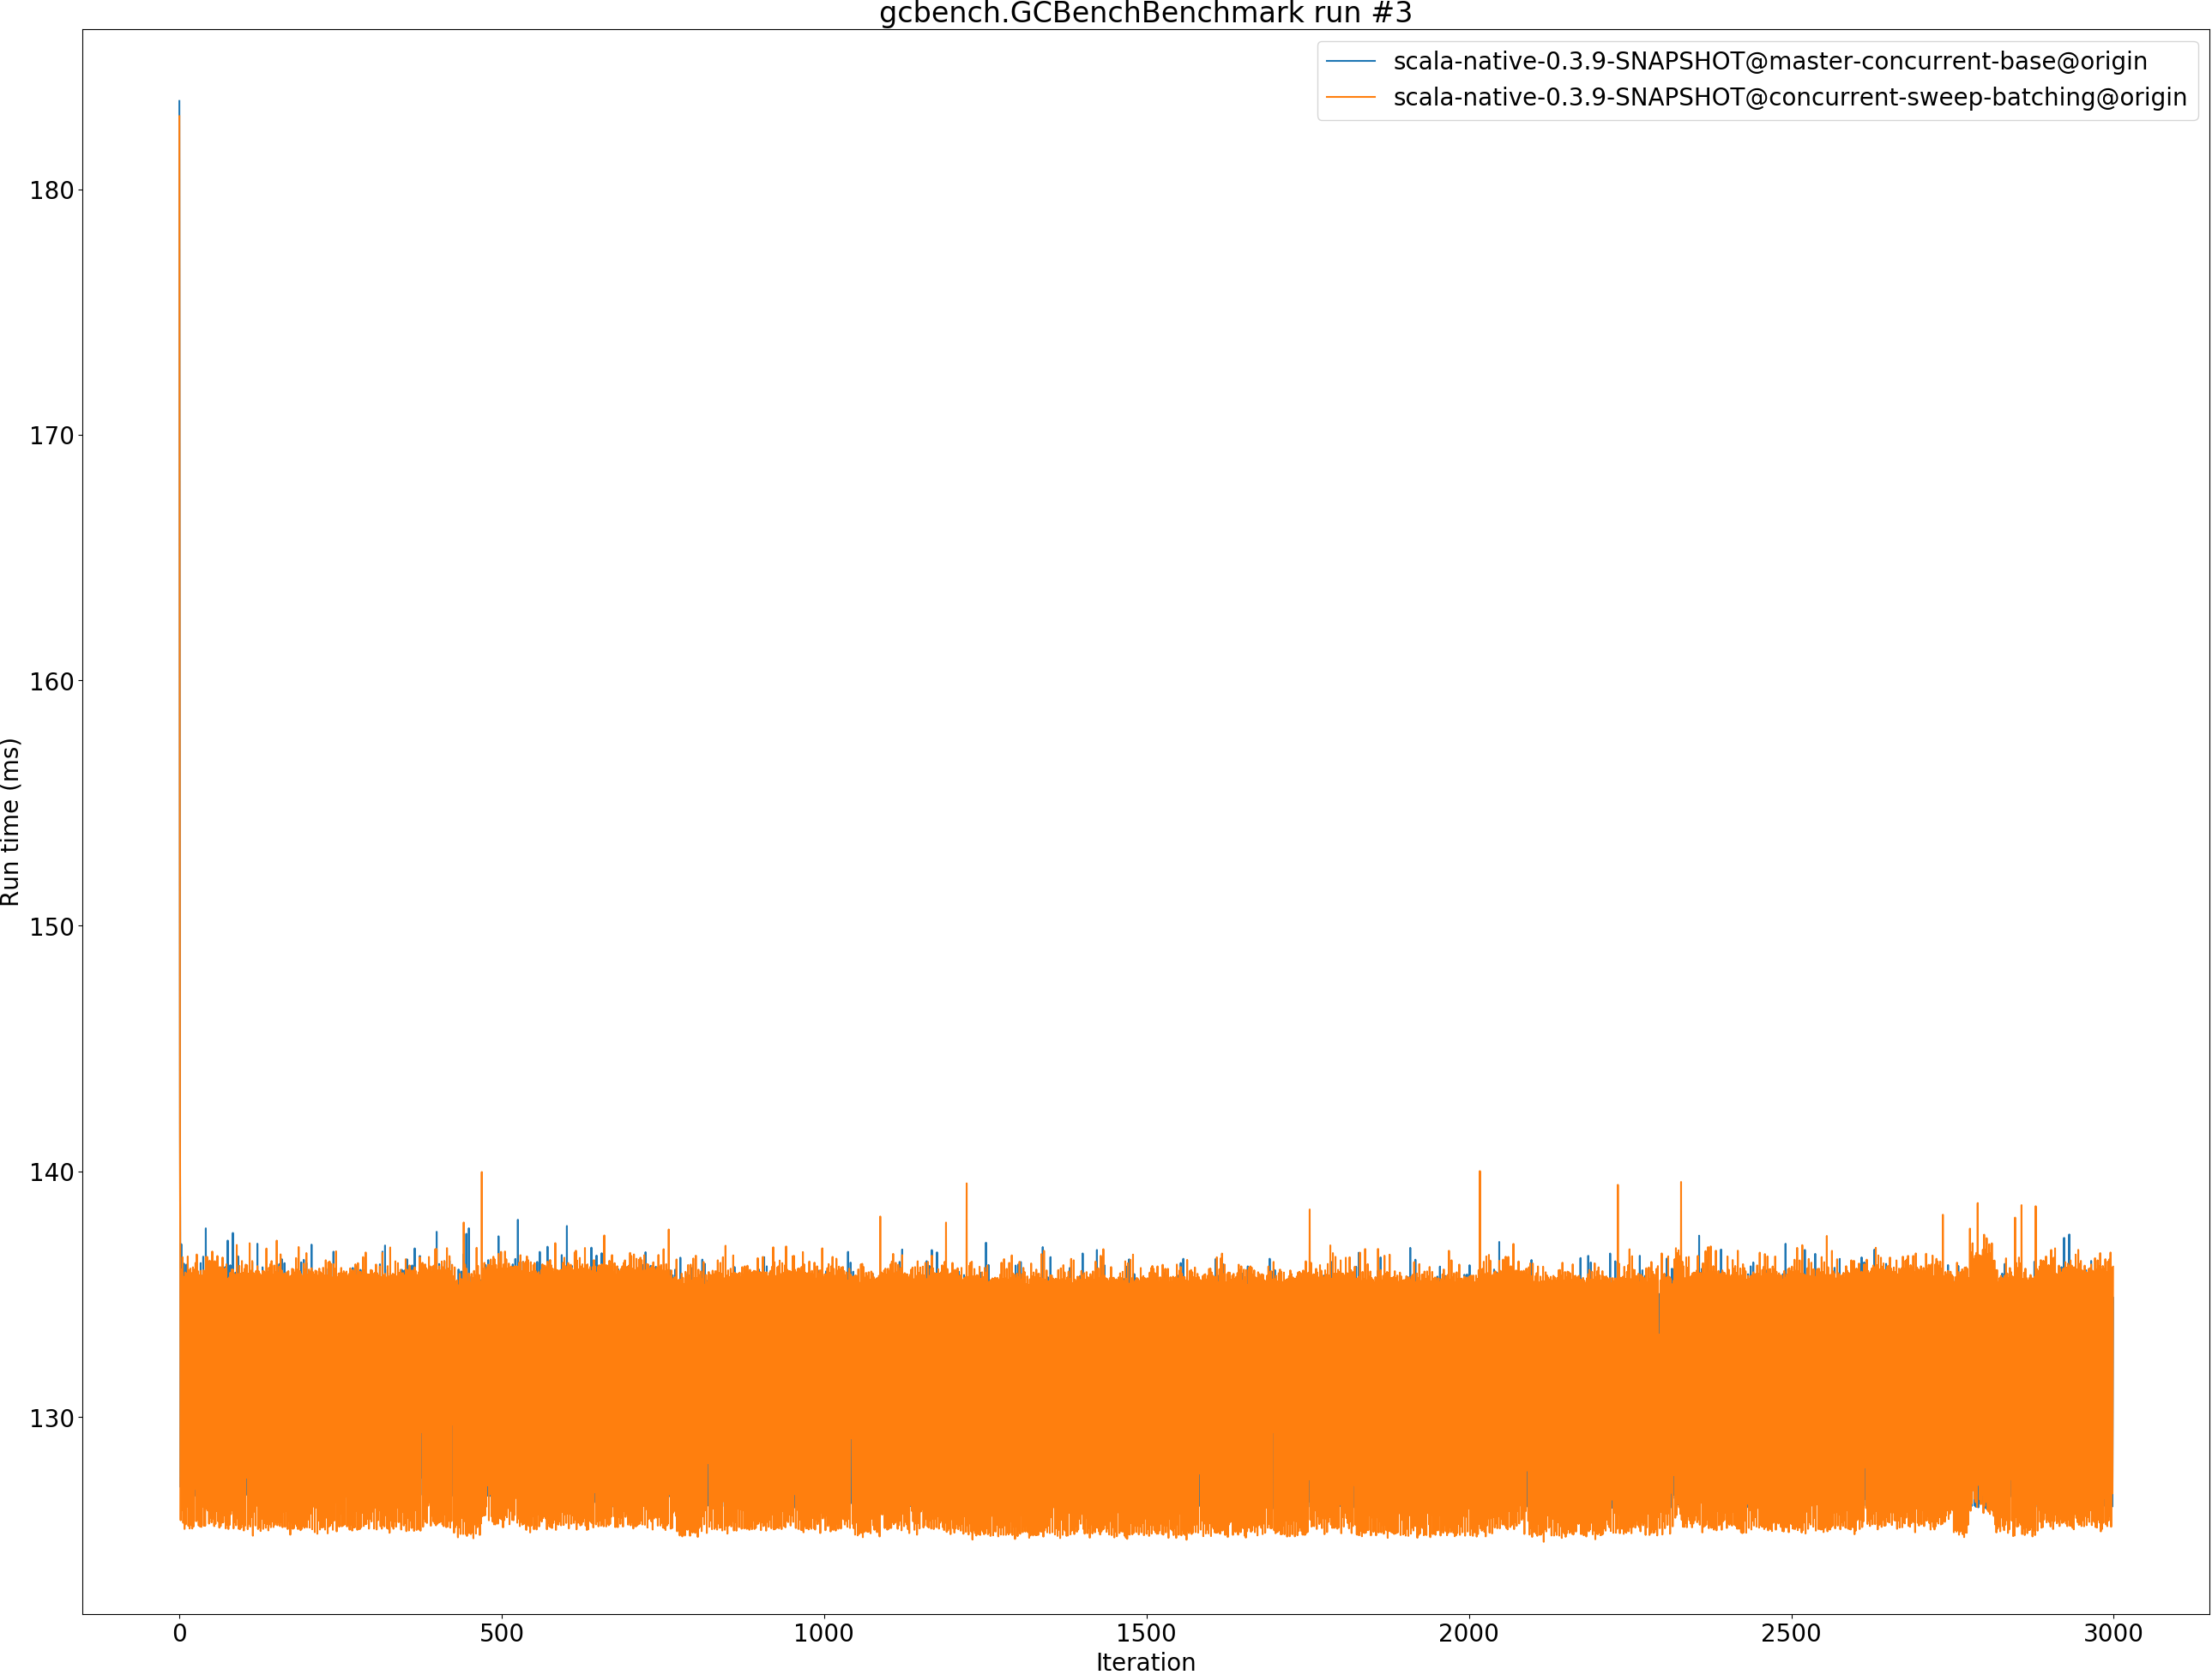 gcbench.GCBenchBenchmark run #3
scala-native-0.3.9-SNAPSHOT@master-concurrent-base@origin
scala-native-0.3.9-SNAPSHOT@concurrent-sweep-batching@origin
Run time (ms)
180
170
160
150
140
130
0
500
1000
1500
2000
2500
3000
Iteration